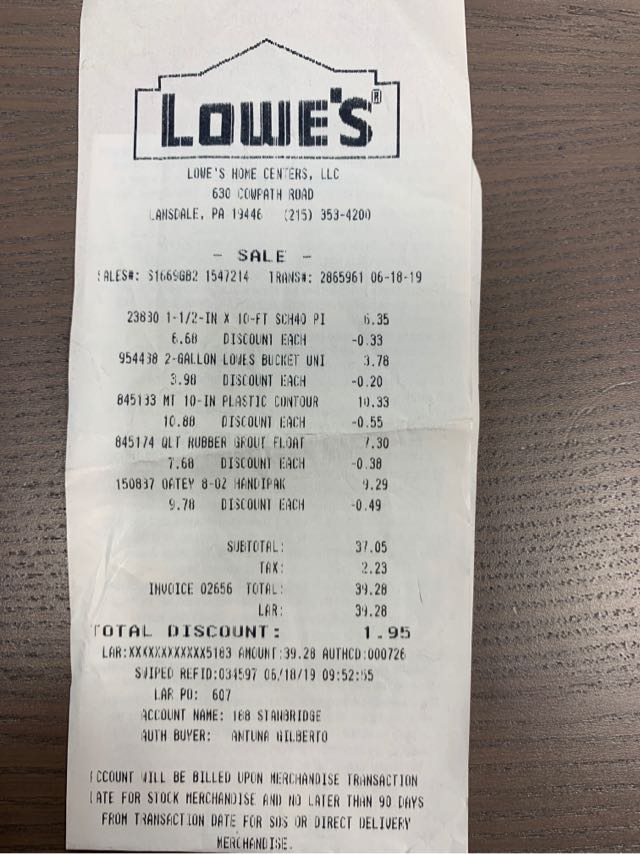 LOWE'S®
LOWE'S HOME CENTERS, LLC
630 COWPATH ROAD
LANSDALE, PA 19446 (215) 353-4200
- SALE -
SALES#: S1669GB2 1547214 TRANS#: 2865961 06-18-19
23830 1-1/2-IN X 10-FT SCH40 PI 6.35
6.68 DISCOUNT EACH -0.33
954438 2-GALLON LOWES BUCKET UNI 3.78
3.98 DISCOUNT EACH -0.20
845133 MT 10-IN PLASTIC CONTOUR 10.33
10.88 DISCOUNT EACH -0.55
845174 QLT RUBBER GROUT FLOAT 7.30
7.68 DISCOUNT EACH -0.38
150837 OATEY 8-OZ HANDIPAK 9.29
9.78 DISCOUNT EACH -0.49
SUBTOTAL: 37.05
TAX: 2.23
INVOICE 02656 TOTAL: 39.28
LAR: 39.28
TOTAL DISCOUNT: 1.95
LAR:XXXXXXXXXXXX5183 AMOUNT:39.28 AUTHCD:000726
SWIPED REFID:034597 06/18/19 09:52:55
LAR PO: 607
ACCOUNT NAME: 188 STANBRIDGE
AUTH BUYER: ANTUNA WILBERTO
ACCOUNT WILL BE BILLED UPON MERCHANDISE TRANSACTION
DATE FOR STOCK MERCHANDISE AND NO LATER THAN 90 DAYS
FROM TRANSACTION DATE FOR SOS OR DIRECT DELIVERY
MERCHANDISE.